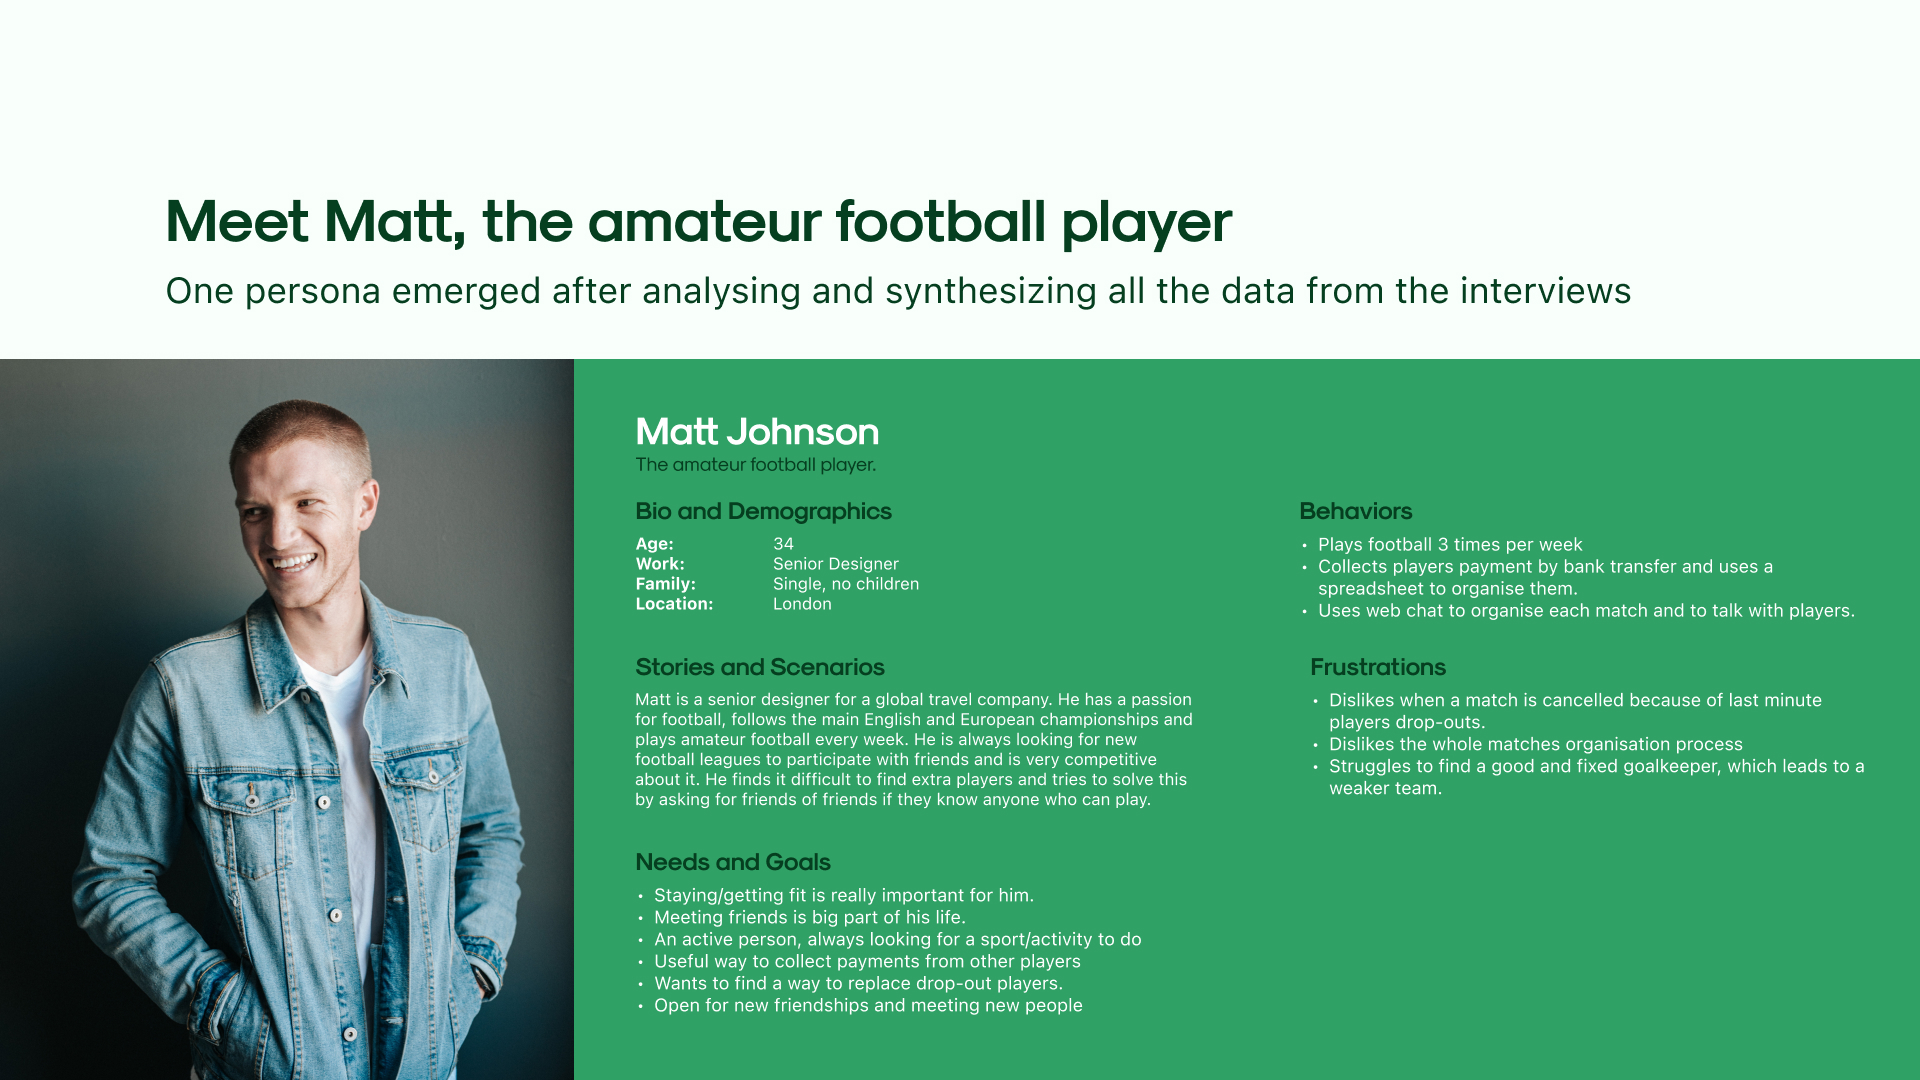 Meet Matt, the amateur football player
One persona emerged after analysing and synthesizing all the data from the interviews
Matt Johnson
The amateur football player.
Bio and Demographics
Age: 34
Work: Senior Designer
Family: Single, no children
Location: London
Stories and Scenarios
Matt is a senior designer for a global travel company. He has a passion
for football, follows the main English and European championships and
plays amateur football every week. He is always looking for new
football leagues to participate with friends and is very competitive
about it. He finds it difficult to find extra players and tries to solve this
by asking for friends of friends if they know anyone who can play.
Needs and Goals
• Staying/getting fit is really important for him.
• Meeting friends is big part of his life.
• An active person, always looking for a sport/activity to do
• Useful way to collect payments from other players
• Wants to find a way to replace drop-out players.
• Open for new friendships and meeting new people
Behaviors
• Plays football 3 times per week
• Collects players payment by bank transfer and uses a
spreadsheet to organise them.
• Uses web chat to organise each match and to talk with players.
Frustrations
• Dislikes when a match is cancelled because of last minute
players drop-outs.
• Dislikes the whole matches organisation process
• Struggles to find a good and fixed goalkeeper, which leads to a
weaker team.